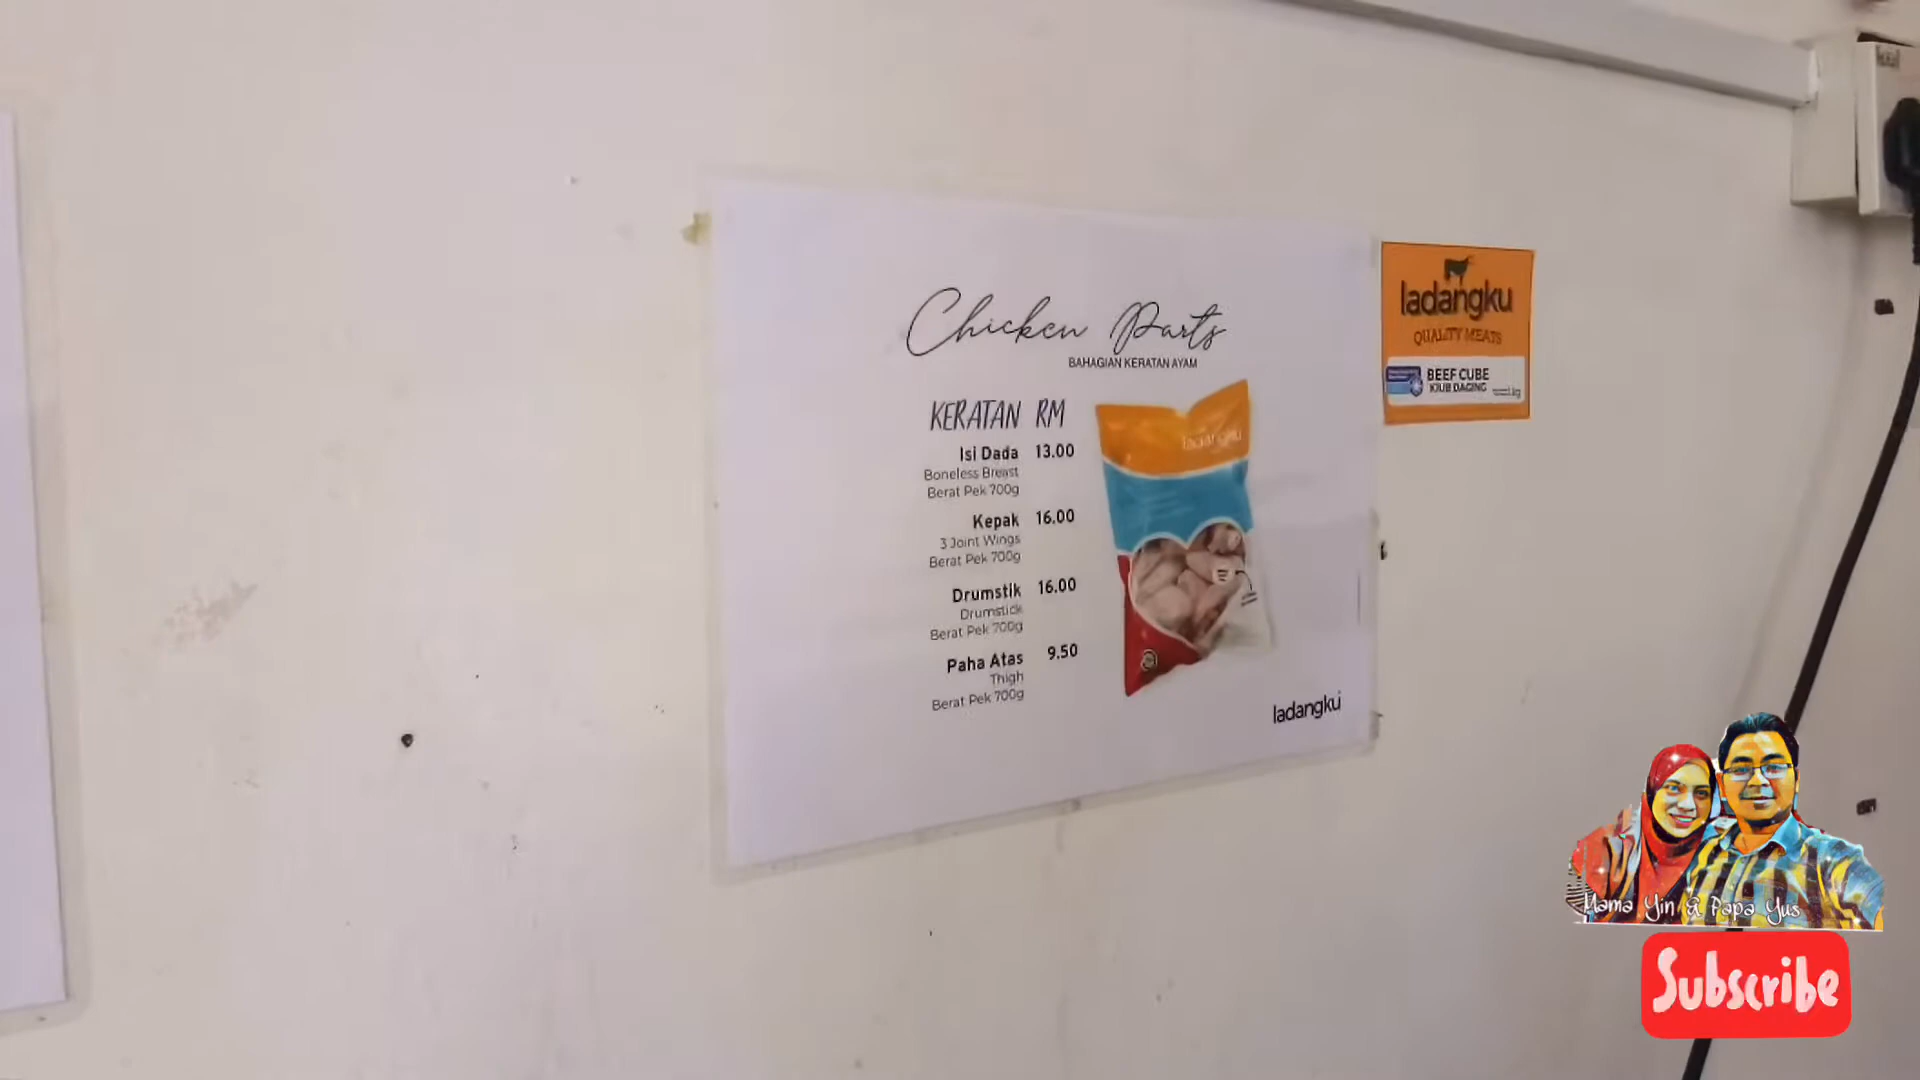 Chicken Parts
BAHAGIAN KERATAN AYAM
KERATAN RM
Isi Dada 13.00
Boneless Breast
Berat Pek 700g
Kepak 16.00
3 Joint Wings
Berat Pek 700g
Drumstik 16.00
Drumstick
Berat Pek 700g
Paha Atas 9.50
Thigh
Berat Pek 700g
ladangku
ladangku
ladangku
QUALITY MEATS
BEEF CUBE
KIUB DAGING
Mama Yin & Papa Yus
Subscribe